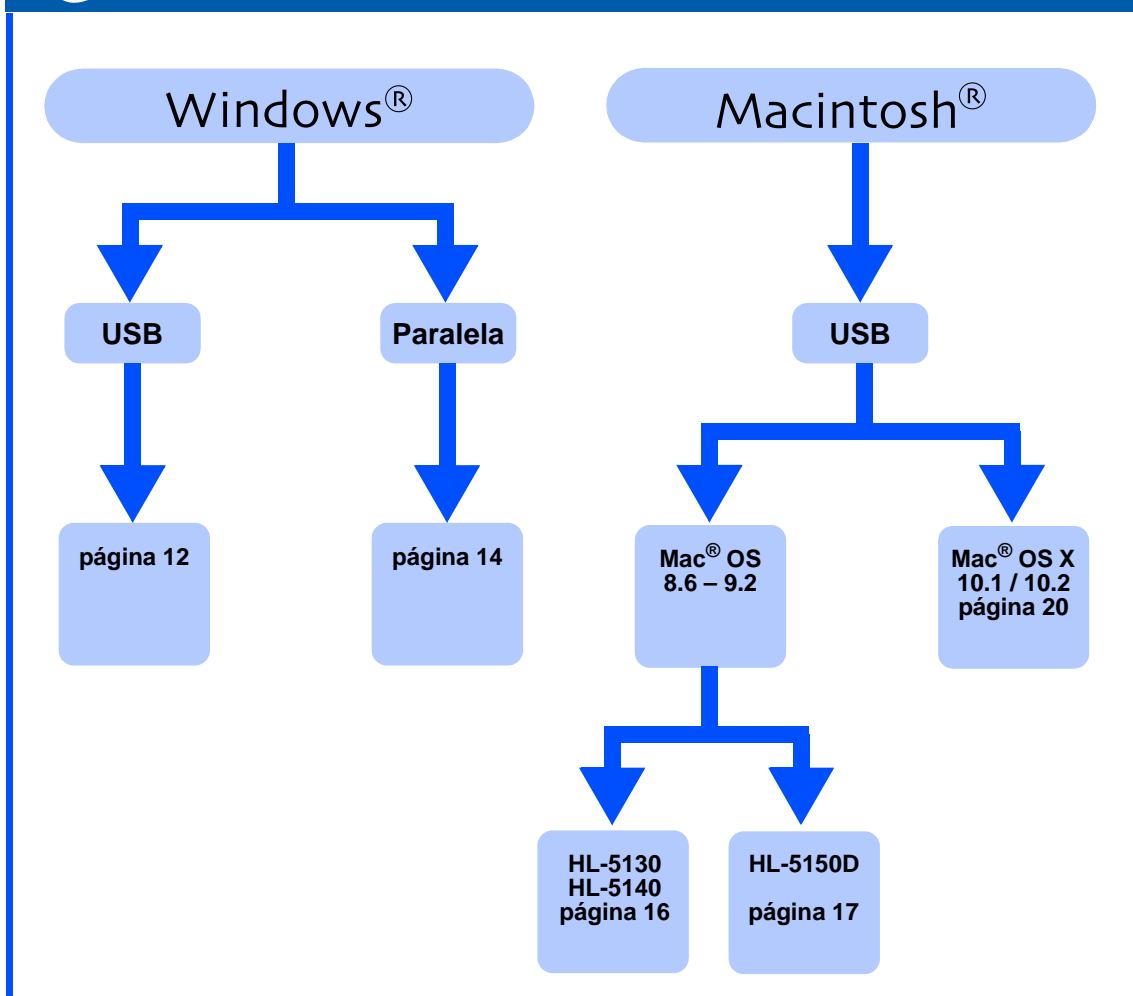 Windows®
Macintosh®
USB
Paralela
USB
página 12
página 14
Mac® OS
8.6 – 9.2
Mac® OS X
10.1 / 10.2
página 20
HL-5130
HL-5140
página 16
HL-5150D
página 17